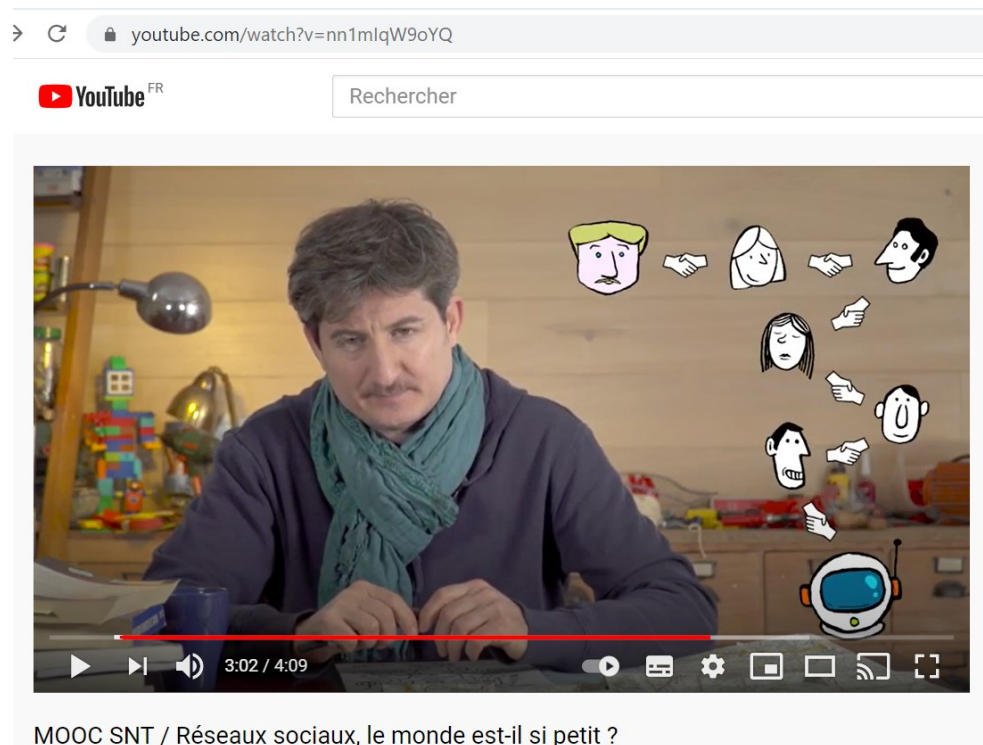 youtube.com/watch?v=nn1mIqW9oYQ
YouTube FR
Rechercher
3:02 / 4:09
MOOC SNT / Réseaux sociaux, le monde est-il si petit ?